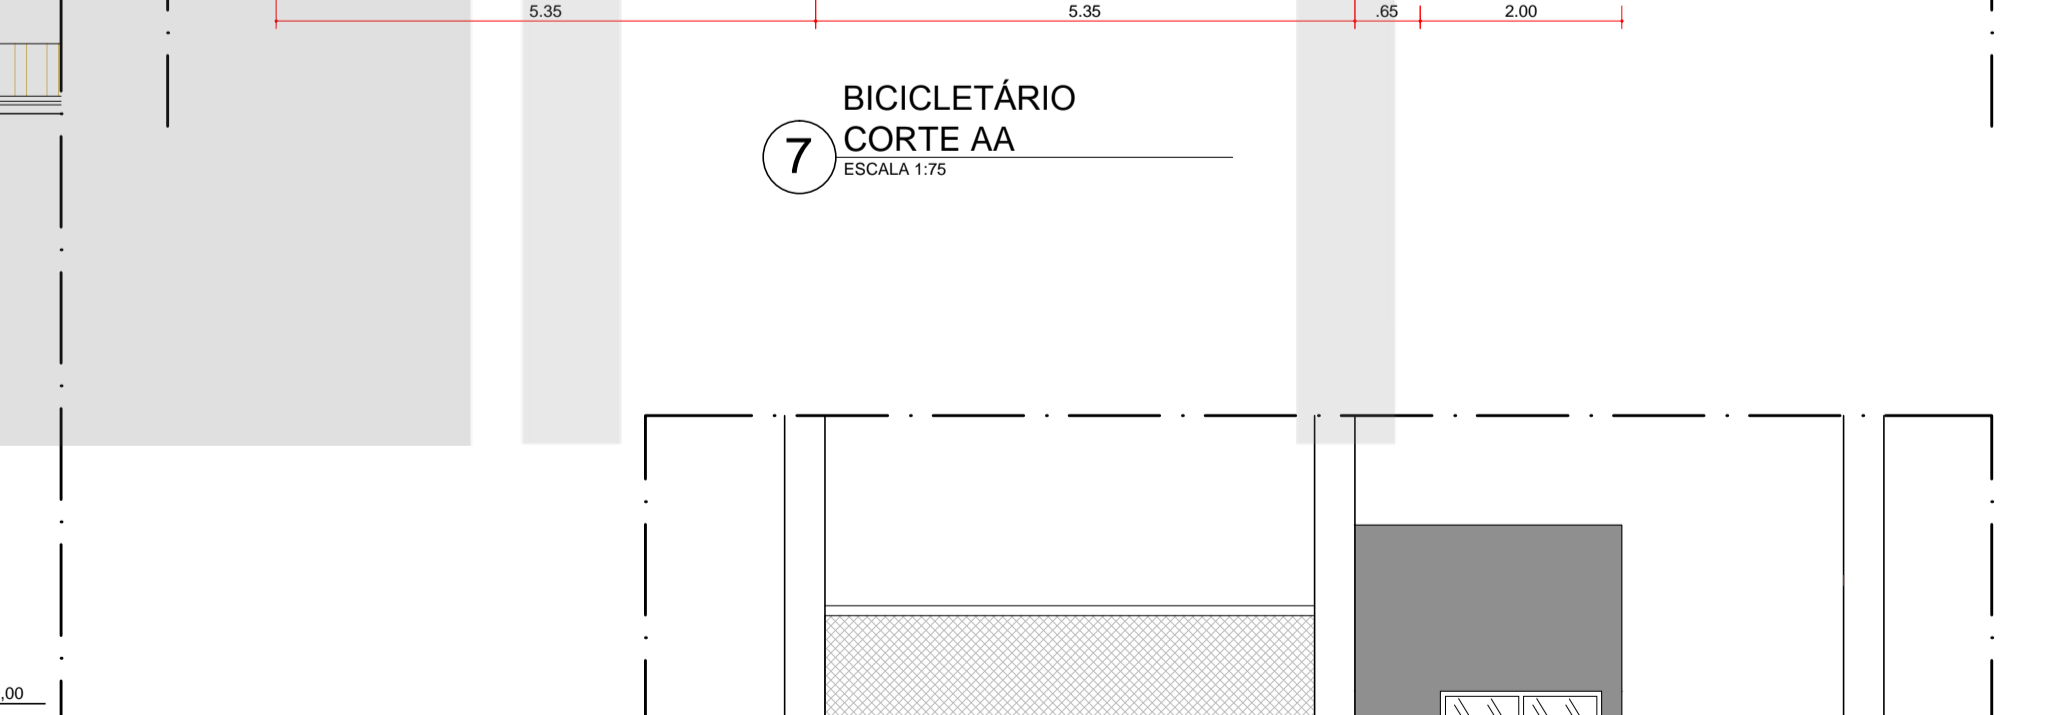 5.35 5.35 .65 2.00
BICICLETÁRIO
7 CORTE AA
ESCALA 1:75
,00